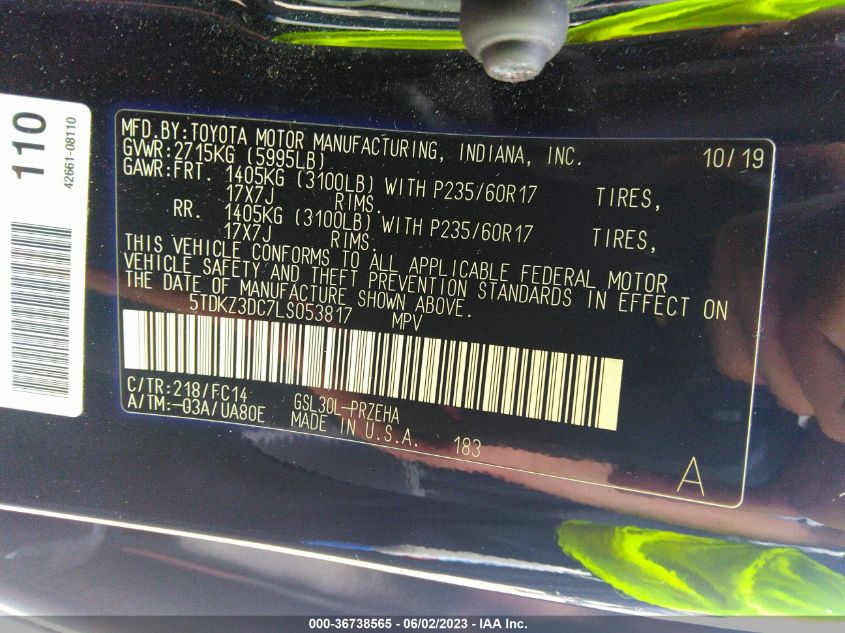 110
42661-08110
MFD.BY:TOYOTA MOTOR MANUFACTURING, INDIANA, INC. 10/19
GVWR:2715KG (5995LB)
GAWR:FRT. 1405KG (3100LB) WITH P235/60R17 TIRES,
17X7J RIMS.
RR. 1405KG (3100LB) WITH P235/60R17 TIRES,
17X7J RIMS.
THIS VEHICLE CONFORMS TO ALL APPLICABLE FEDERAL MOTOR
VEHICLE SAFETY AND THEFT PREVENTION STANDARDS IN EFFECT ON
THE DATE OF MANUFACTURE SHOWN ABOVE.
5TDKZ3DC7LS053817 MPV
C/TR:218/FC14 GSL30L-PRZEHA
A/TM:-03A/UA80E MADE IN U.S.A. 183
A
000-36738565 - 06/02/2023 - IAA Inc.